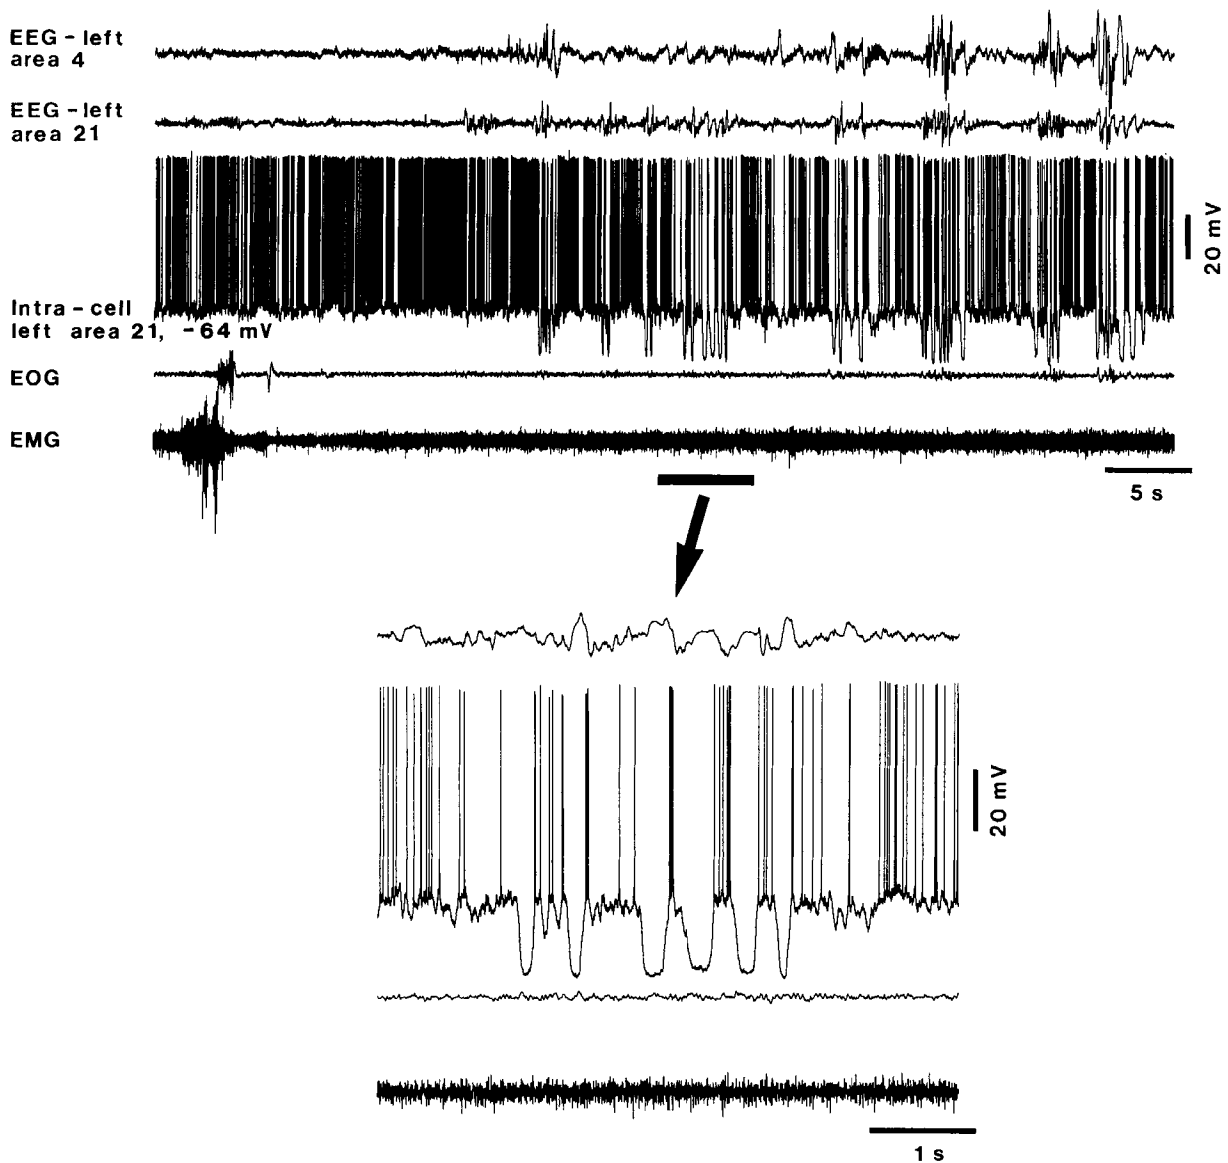 EEG - left
area 4
EEG - left
area 21
20 mV
Intra - cell
left area 21, -64 mV
EOG
EMG
5 s
20 mV
1 s